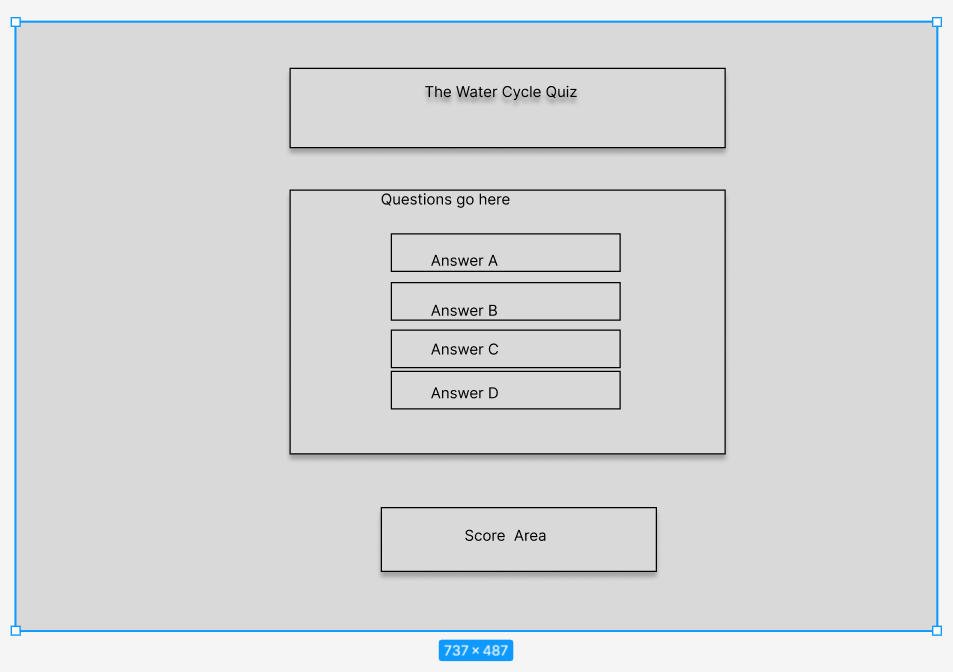 The Water Cycle Quiz
Questions go here
Answer A
Answer B
Answer C
Answer D
Score  Area
737 × 487